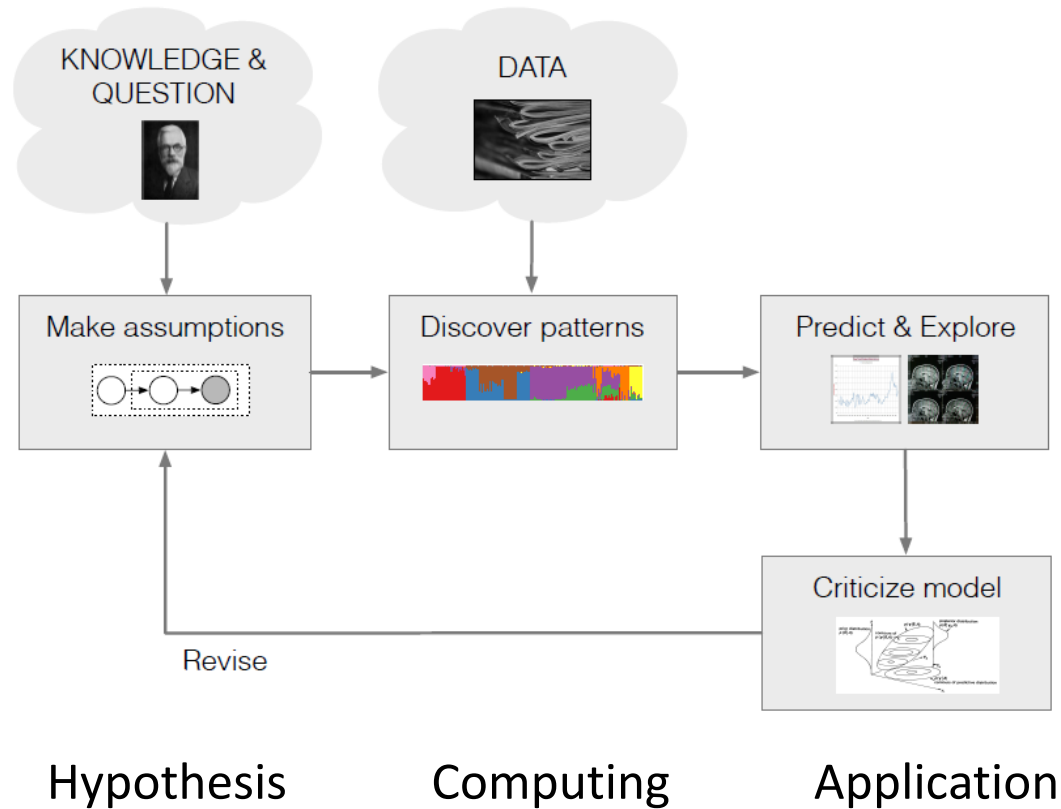 KNOWLEDGE &
QUESTION
DATA
Make assumptions
Discover patterns
Predict & Explore
Criticize model
Revise
Hypothesis
Computing
Application